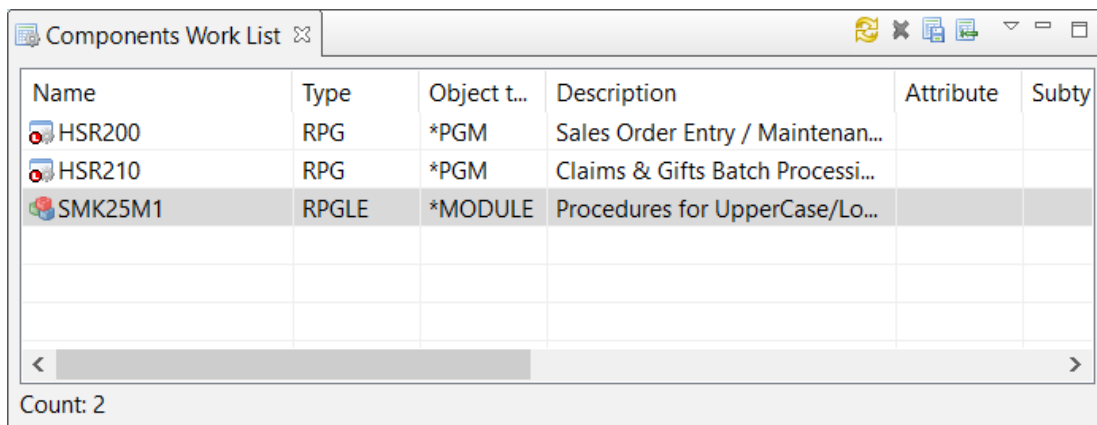 Components Work List
Name Type Object t... Description Attribute Subty
HSR200 RPG *PGM Sales Order Entry / Maintenan...
HSR210 RPG *PGM Claims & Gifts Batch Processi...
SMK25M1 RPGLE *MODULE Procedures for UpperCase/Lo...
Count: 2